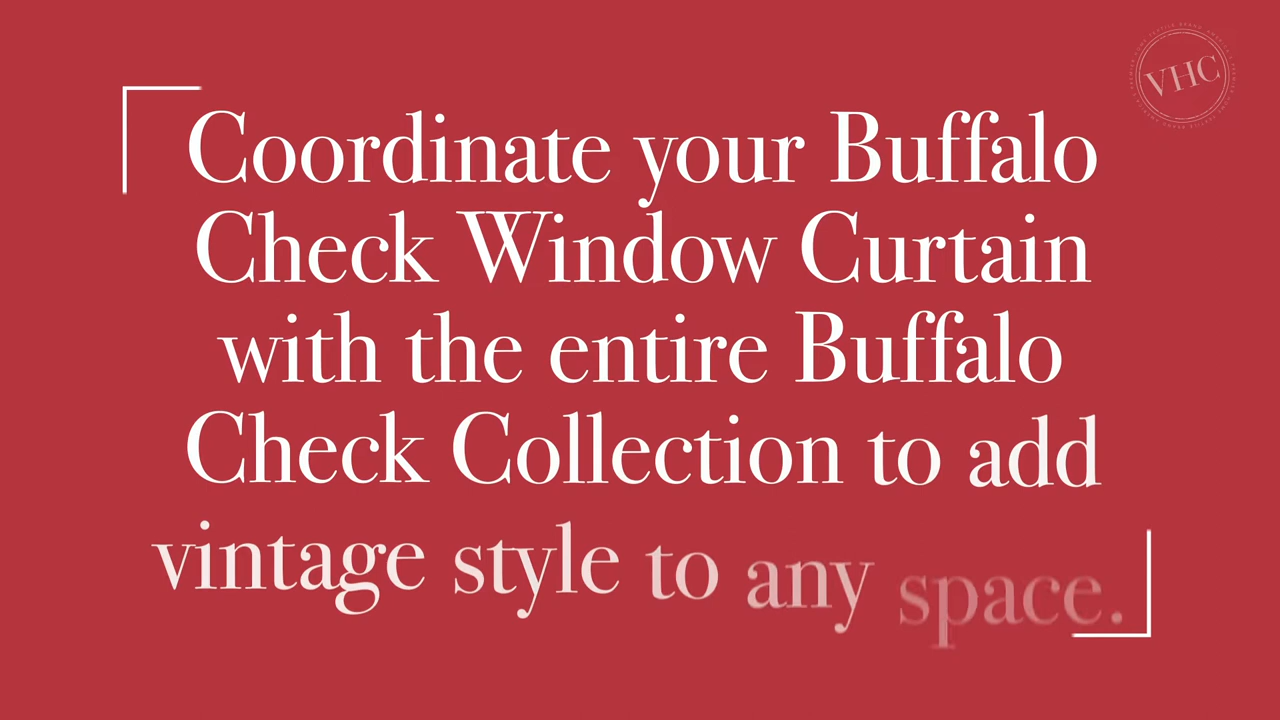 VHC
Coordinate your Buffalo
Check Window Curtain
with the entire Buffalo
Check Collection to add
vintage style to any space.